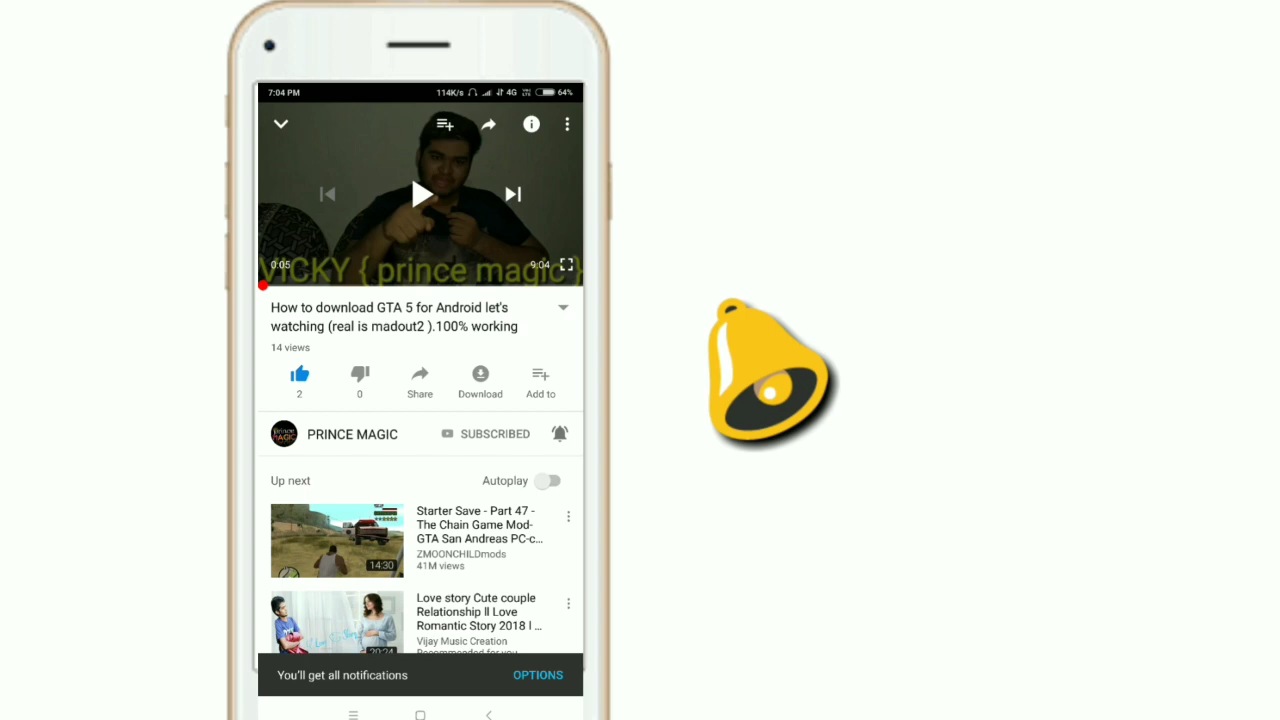 7:04 PM
114K/s 4G 64%
0:05
9:04
VICKY { prince magic }
How to download GTA 5 for Android let's
watching (real is madout2 ).100% working
14 views
2
0
Share
Download
Add to
PRINCE MAGIC
SUBSCRIBED
Up next
Autoplay
Starter Save - Part 47 -
The Chain Game Mod-
GTA San Andreas PC-c...
ZMOONCHILDmods
41M views
14:30
Love story Cute couple
Relationship ll Love
Romantic Story 2018 l ...
Vijay Music Creation
Recommended for you
20:24
You'll get all notifications
OPTIONS